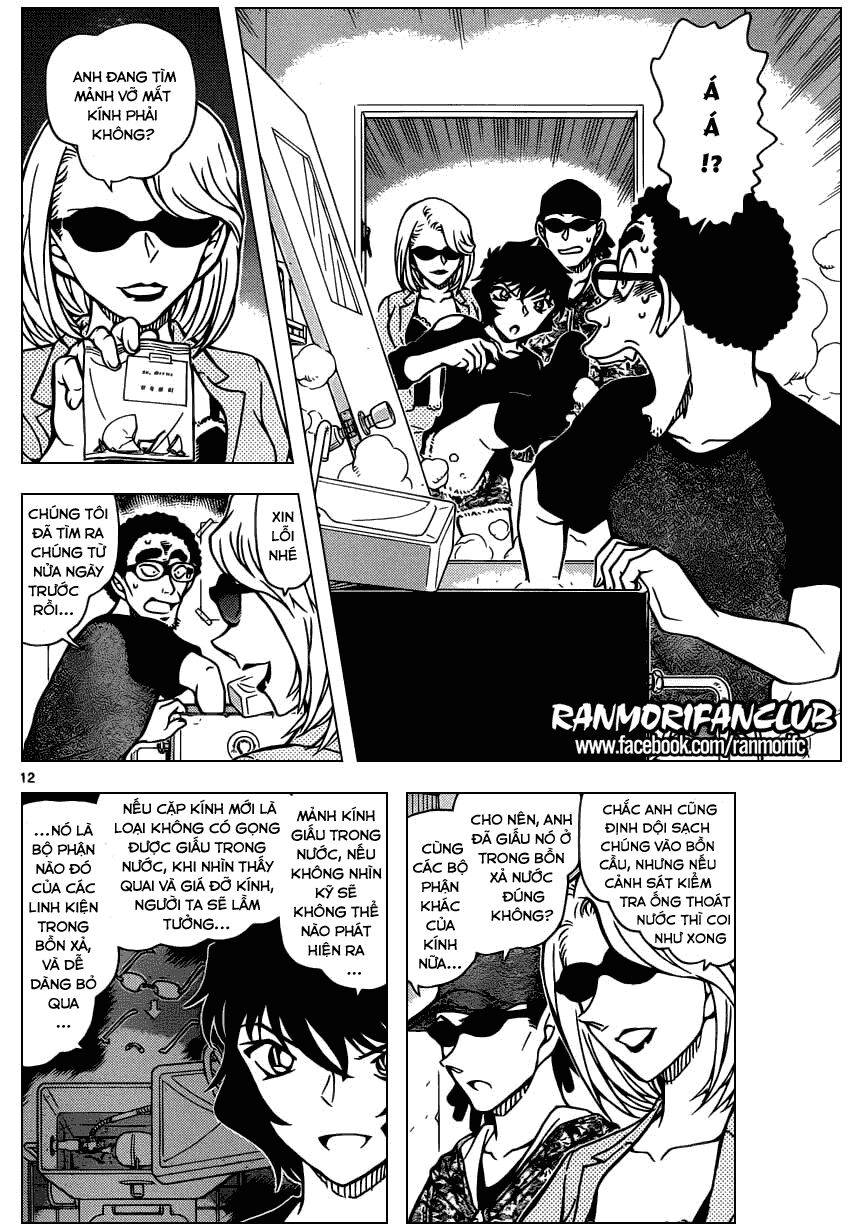 Á
Á
!?
ANH ĐANG TÌM
MẢNH VỠ MẮT
KÍNH PHẢI
KHÔNG?
XIN
LỖI
NHÉ
CHÚNG TÔI
ĐÃ TÌM RA
CHÚNG TỪ
NỬA NGÀY
TRƯỚC
RỒI...
RANMORIFANCLUB
www.facebook.com/ranmorifc
12
CHẮC ANH CŨNG
ĐỊNH DỘI SẠCH
CHÚNG VÀO BỒN
CẦU, NHƯNG NẾU
CẢNH SÁT KIỂM
TRA ỐNG THOÁT
NƯỚC THÌ COI
NHƯ XONG
CHO NÊN, ANH
ĐÃ GIẤU NÓ Ở
TRONG BỒN
XẢ NƯỚC
ĐÚNG
KHÔNG?
CÙNG
CÁC BỘ
PHẬN
KHÁC
CỦA
KÍNH
NỮA...
MẢNH KÍNH
GIẤU TRONG
NƯỚC, NẾU
KHÔNG NHÌN
KỸ SẼ
KHÔNG THỂ
NÀO PHÁT
HIỆN RA
...
NẾU CẶP KÍNH MỚI LÀ
LOẠI KHÔNG CÓ GỌNG
ĐƯỢC GIẤU TRONG
NƯỚC, KHI NHÌN THẤY
QUAI VÀ GIÁ ĐỠ KÍNH,
NGƯỜI TA SẼ LẦM
TƯỞNG...
...NÓ LÀ
BỘ PHẬN
NÀO ĐÓ
CỦA CÁC
LINH KIỆN
TRONG
BỒN XẢ,
VÀ DỄ
DÀNG BỎ
QUA
...